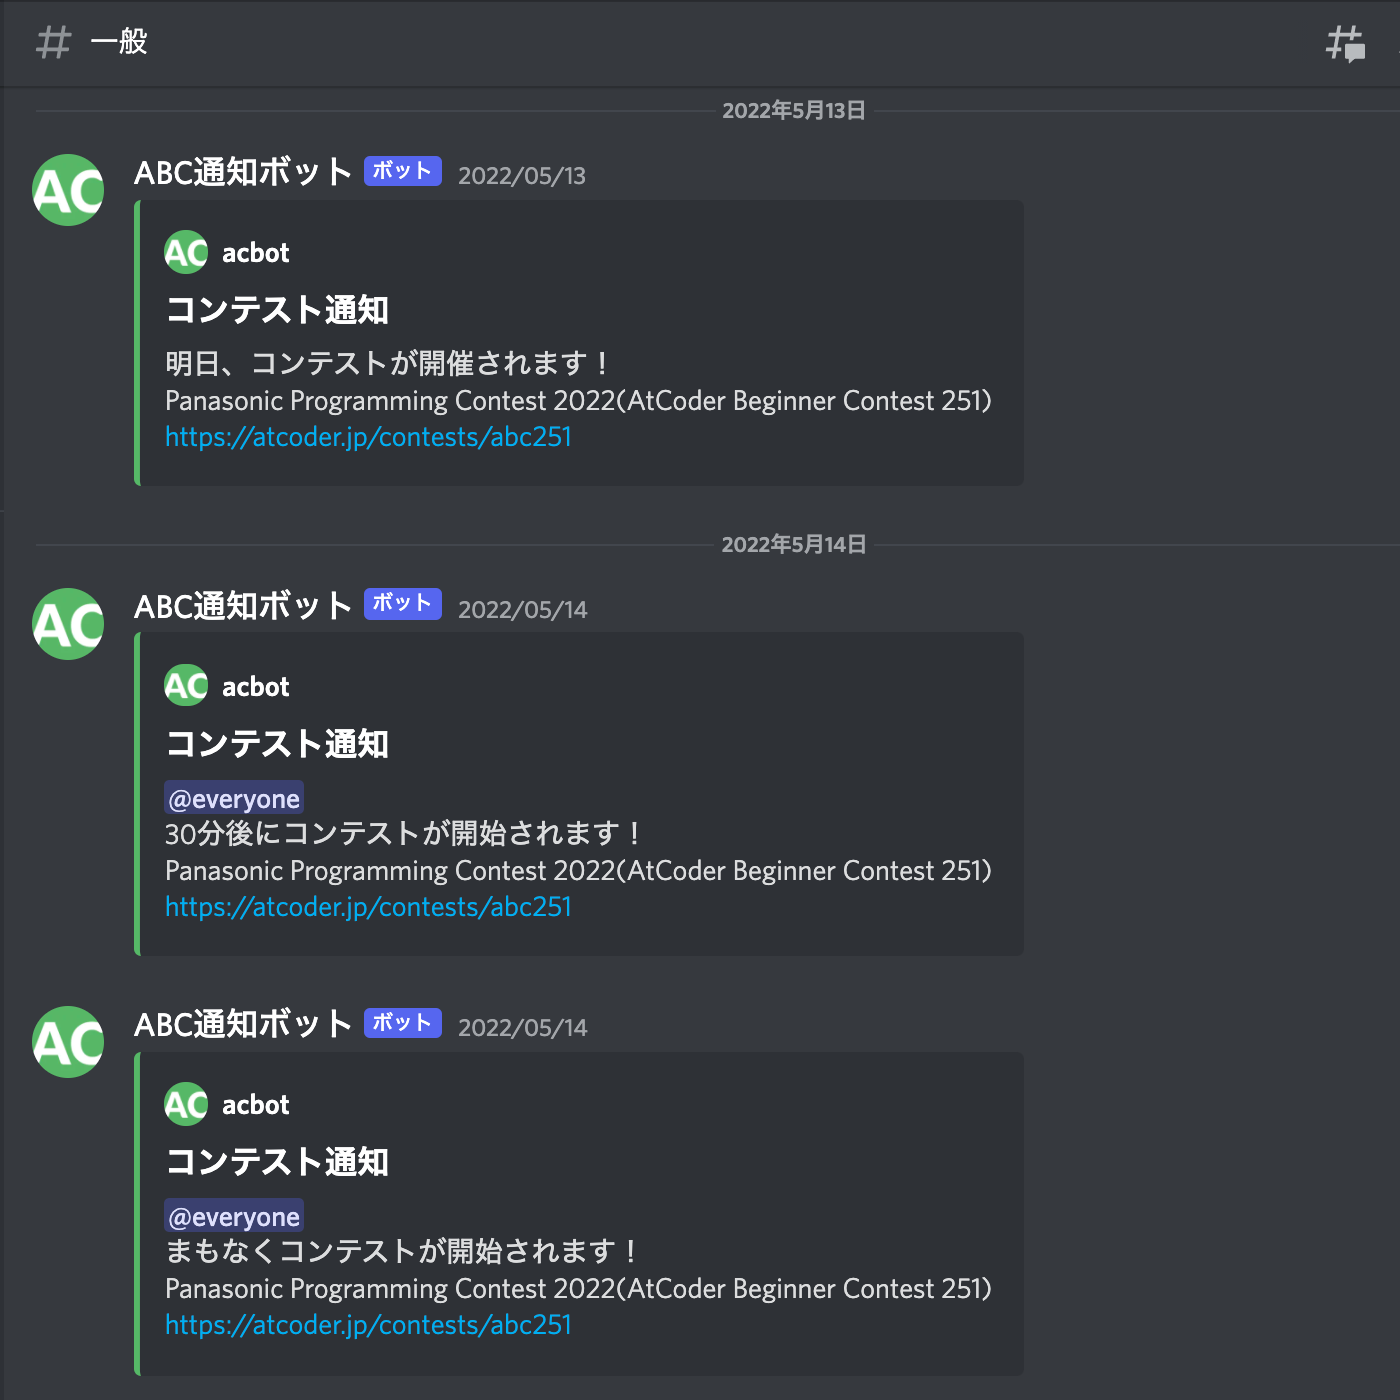 一般
2022年5月13日
AC
ABC通知ボット ボット 2022/05/13
AC acbot
コンテスト通知
明日、コンテストが開催されます！
Panasonic Programming Contest 2022(AtCoder Beginner Contest 251)
https://atcoder.jp/contests/abc251
2022年5月14日
AC
ABC通知ボット ボット 2022/05/14
AC acbot
コンテスト通知
@everyone
30分後にコンテストが開始されます！
Panasonic Programming Contest 2022(AtCoder Beginner Contest 251)
https://atcoder.jp/contests/abc251
AC
ABC通知ボット ボット 2022/05/14
AC acbot
コンテスト通知
@everyone
まもなくコンテストが開始されます！
Panasonic Programming Contest 2022(AtCoder Beginner Contest 251)
https://atcoder.jp/contests/abc251